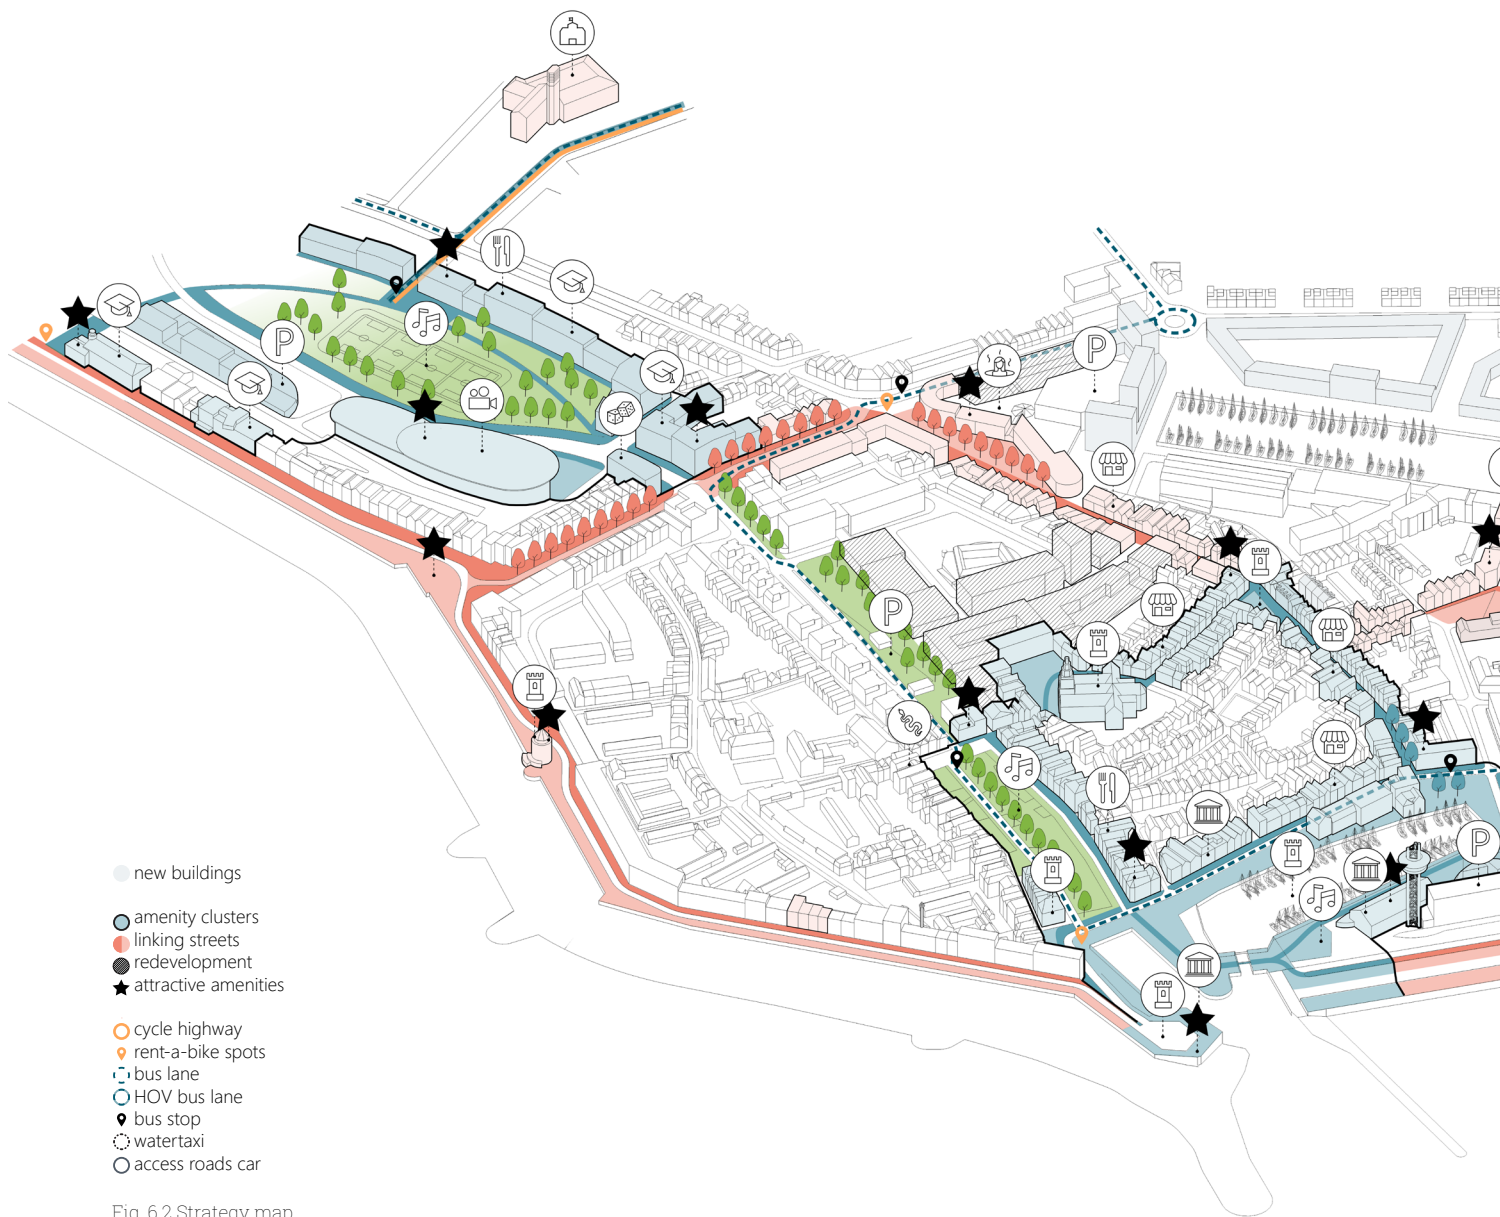 P
P
P
P
P
new buildings
amenity clusters
linking streets
redevelopment
attractive amenities
cycle highway
rent-a-bike spots
bus lane
HOV bus lane
bus stop
watertaxi
access roads car
Fig. 6.2 Strategy map